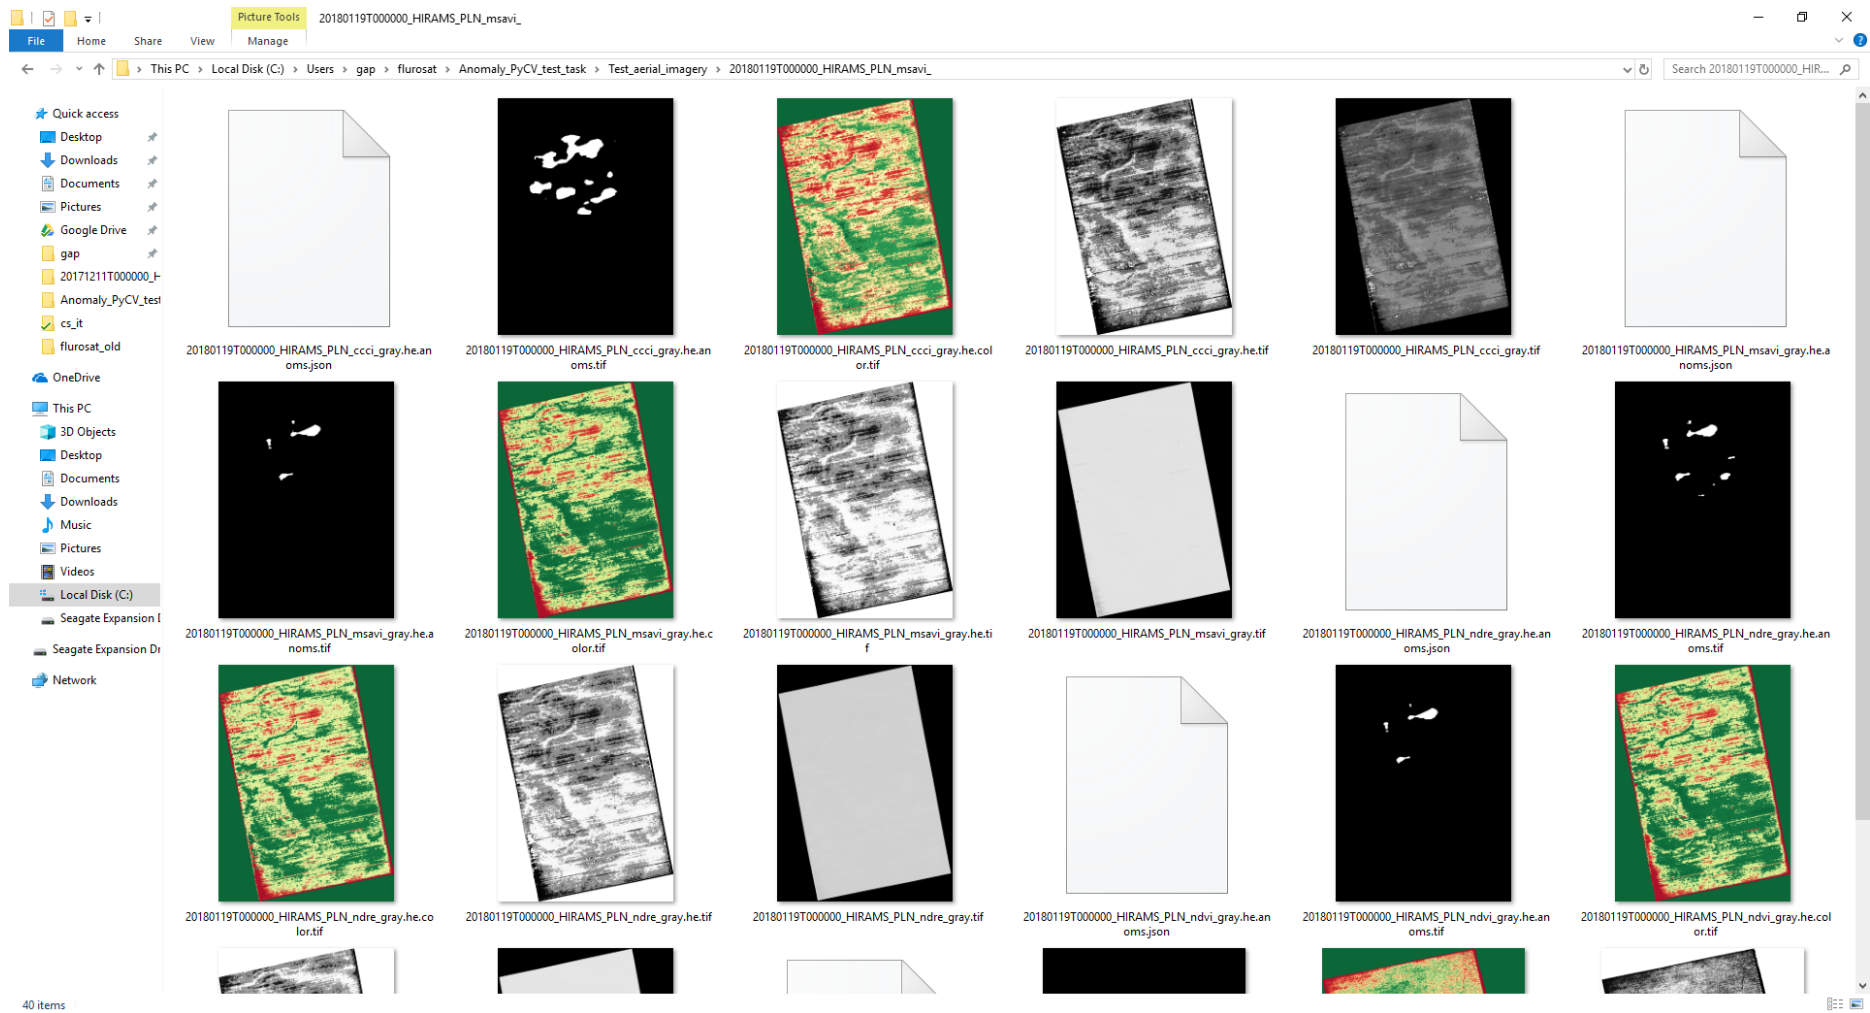 Picture Tools
20180119T000000_HIRAMS_PLN_msavi_
File
Home
Share
View
Manage
This PC > Local Disk (C:) > Users > gap > flurosat > Anomaly_PyCV_test_task > Test_aerial_imagery > 20180119T000000_HIRAMS_PLN_msavi_
Search 20180119T000000_HIR...
Quick access
Desktop
Downloads
Documents
Pictures
Google Drive
gap
20171211T000000_H
Anomaly_PyCV_test
cs_it
flurosat_old
OneDrive
This PC
3D Objects
Desktop
Documents
Downloads
Music
Pictures
Videos
Local Disk (C:)
Seagate Expansion D
Seagate Expansion Dr
Network
20180119T000000_HIRAMS_PLN_ccci_gray.he.an
oms.json
20180119T000000_HIRAMS_PLN_ccci_gray.he.an
oms.tif
20180119T000000_HIRAMS_PLN_ccci_gray.he.col
or.tif
20180119T000000_HIRAMS_PLN_ccci_gray.he.tif
20180119T000000_HIRAMS_PLN_ccci_gray.tif
20180119T000000_HIRAMS_PLN_msavi_gray.he.a
noms.json
20180119T000000_HIRAMS_PLN_msavi_gray.he.a
noms.tif
20180119T000000_HIRAMS_PLN_msavi_gray.he.c
olor.tif
20180119T000000_HIRAMS_PLN_msavi_gray.he.ti
f
20180119T000000_HIRAMS_PLN_msavi_gray.tif
20180119T000000_HIRAMS_PLN_ndre_gray.he.an
oms.json
20180119T000000_HIRAMS_PLN_ndre_gray.he.an
oms.tif
20180119T000000_HIRAMS_PLN_ndre_gray.he.co
lor.tif
20180119T000000_HIRAMS_PLN_ndre_gray.he.tif
20180119T000000_HIRAMS_PLN_ndre_gray.tif
20180119T000000_HIRAMS_PLN_ndvi_gray.he.an
oms.json
20180119T000000_HIRAMS_PLN_ndvi_gray.he.an
oms.tif
20180119T000000_HIRAMS_PLN_ndvi_gray.he.col
or.tif
40 items